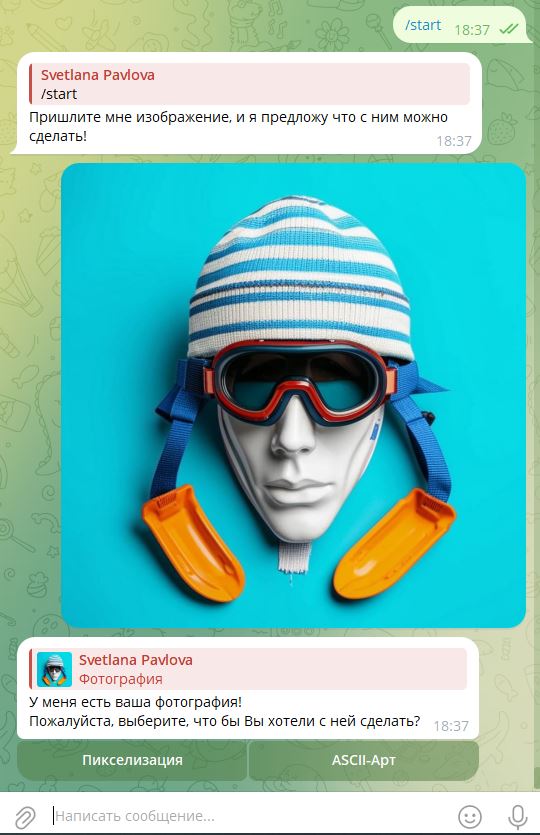 /start 18:37
Svetlana Pavlova
/start
Пришлите мне изображение, и я предложу что с ним можно
сделать!
18:37
Svetlana Pavlova
Фотография
У меня есть ваша фотография!
Пожалуйста, выберите, что бы Вы хотели с ней сделать? 18:37
Пикселизация ASCII-Арт
Написать сообщение...